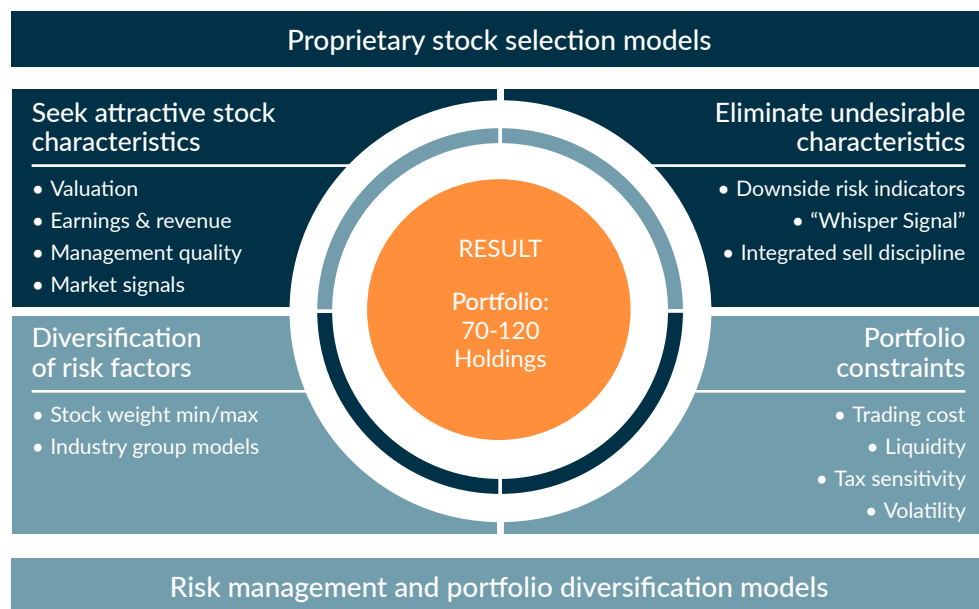 Proprietary stock selection models
Seek attractive stock
characteristics
• Valuation
• Earnings & revenue
• Management quality
• Market signals
Eliminate undesirable
characteristics
• Downside risk indicators
• “Whisper Signal”
• Integrated sell discipline
RESULT
Portfolio:
70-120
Holdings
Diversification
of risk factors
• Stock weight min/max
• Industry group models
Portfolio
constraints
• Trading cost
• Liquidity
• Tax sensitivity
• Volatility
Risk management and portfolio diversification models